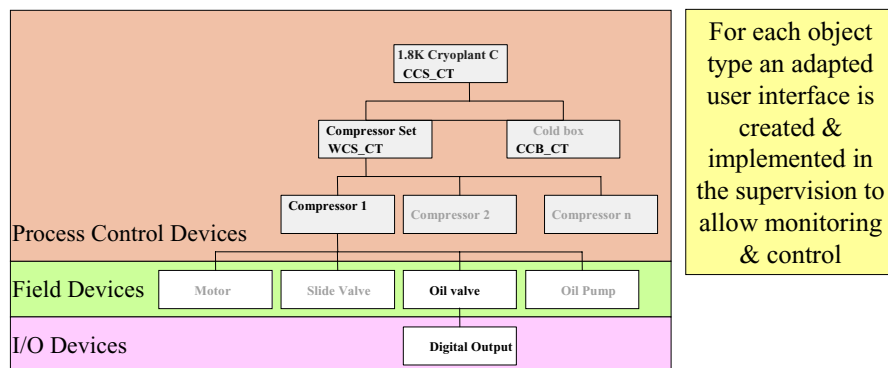 1.8K Cryoplant C
CCS_CT
Compressor Set
WCS_CT
Cold box
CCB_CT
Compressor 1
Compressor 2
Compressor n
Process Control Devices
Field Devices
Motor
Slide Valve
Oil valve
Oil Pump
I/O Devices
Digital Output
For each object
type an adapted
user interface is
created &
implemented in
the supervision to
allow monitoring
& control